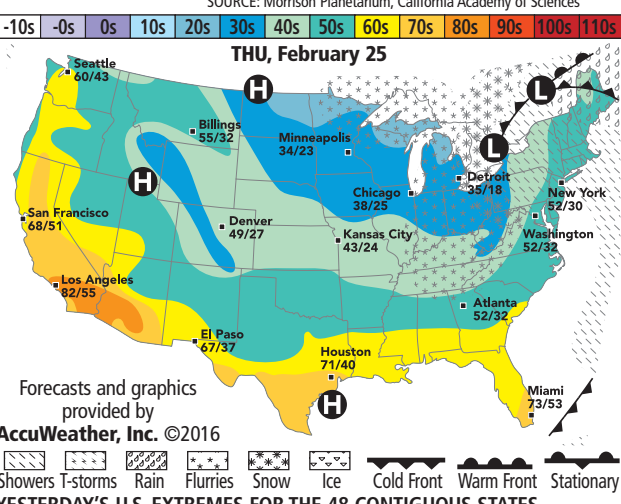 SOURCE: Morrison Planetarium, California Academy of Sciences
-10s -0s 0s 10s 20s 30s 40s 50s 60s 70s 80s 90s 100s 110s
THU, February 25
Seattle
60/43
H
L
Billings
55/32
Minneapolis
34/23
L
H
Detroit
35/18
Chicago
38/25
New York
52/30
San Francisco
68/51
Denver
49/27
Kansas City
43/24
Washington
52/32
Los Angeles
82/55
Atlanta
52/32
El Paso
67/37
Houston
71/40
H
Miami
73/53
Forecasts and graphics
provided by
AccuWeather, Inc. ©2016
Showers T-storms Rain Flurries Snow Ice Cold Front Warm Front Stationary
YESTERDAY'S U.S. EXTREMES FOR THE 48 CONTIGUOUS STATES